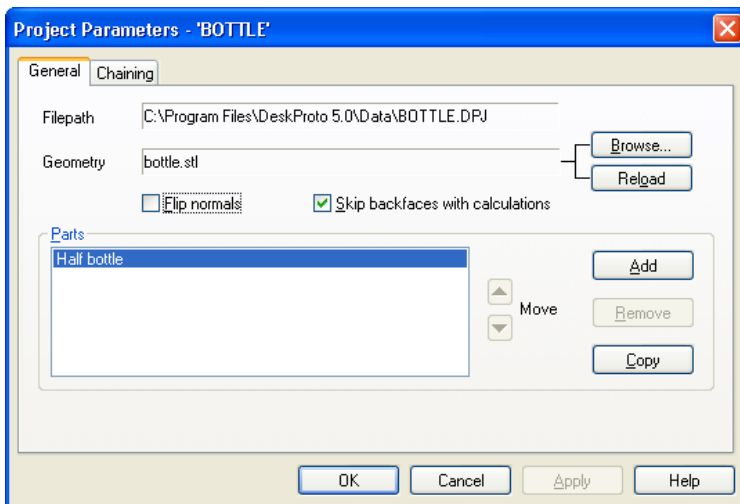 Project Parameters - 'BOTTLE'
General Chaining
Filepath C:\Program Files\DeskProto 5.0\Data\BOTTLE.DPJ
Geometry bottle.stl Browse...
Reload
Flip normals Skip backfaces with calculations
Parts
Half bottle
Add
Move Remove
Copy
OK Cancel Apply Help